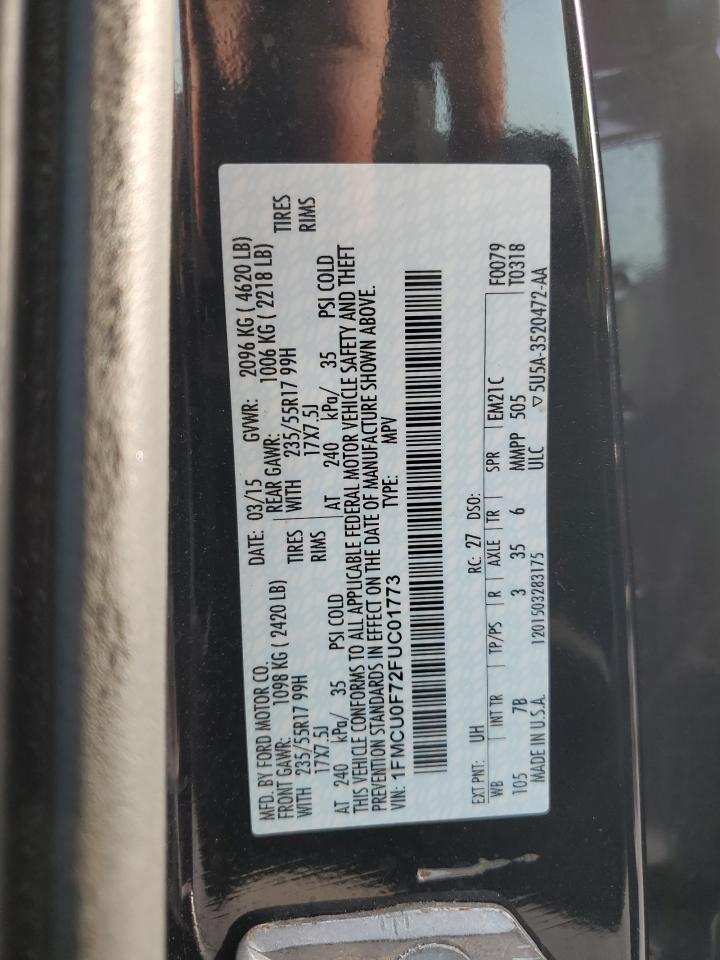 MFD. BY FORD MOTOR CO.
DATE: 03/15 GVWR: 2096 KG ( 4620 LB)
FRONT GAWR: 1098 KG ( 2420 LB) REAR GAWR: 1006 KG ( 2218 LB)
WITH 235/55R17 99H TIRES WITH 235/55R17 99H TIRES
17X7.5J RIMS 17X7.5J RIMS
AT 240 kPa/ 35 PSI COLD AT 240 kPa/ 35 PSI COLD
THIS VEHICLE CONFORMS TO ALL APPLICABLE FEDERAL MOTOR VEHICLE SAFETY AND THEFT
PREVENTION STANDARDS IN EFFECT ON THE DATE OF MANUFACTURE SHOWN ABOVE.
VIN: 1FMCU0F72FUC01773 TYPE: MPV
EXT PNT: UH RC: 27 DSO: F0079
WB INT TR TP/PS R AXLE TR SPR EM21C T0318
105 7B 3 35 6 MMPP 505
MADE IN U.S.A. 1201503283175 ULC ▽5U5A-3520472-AA